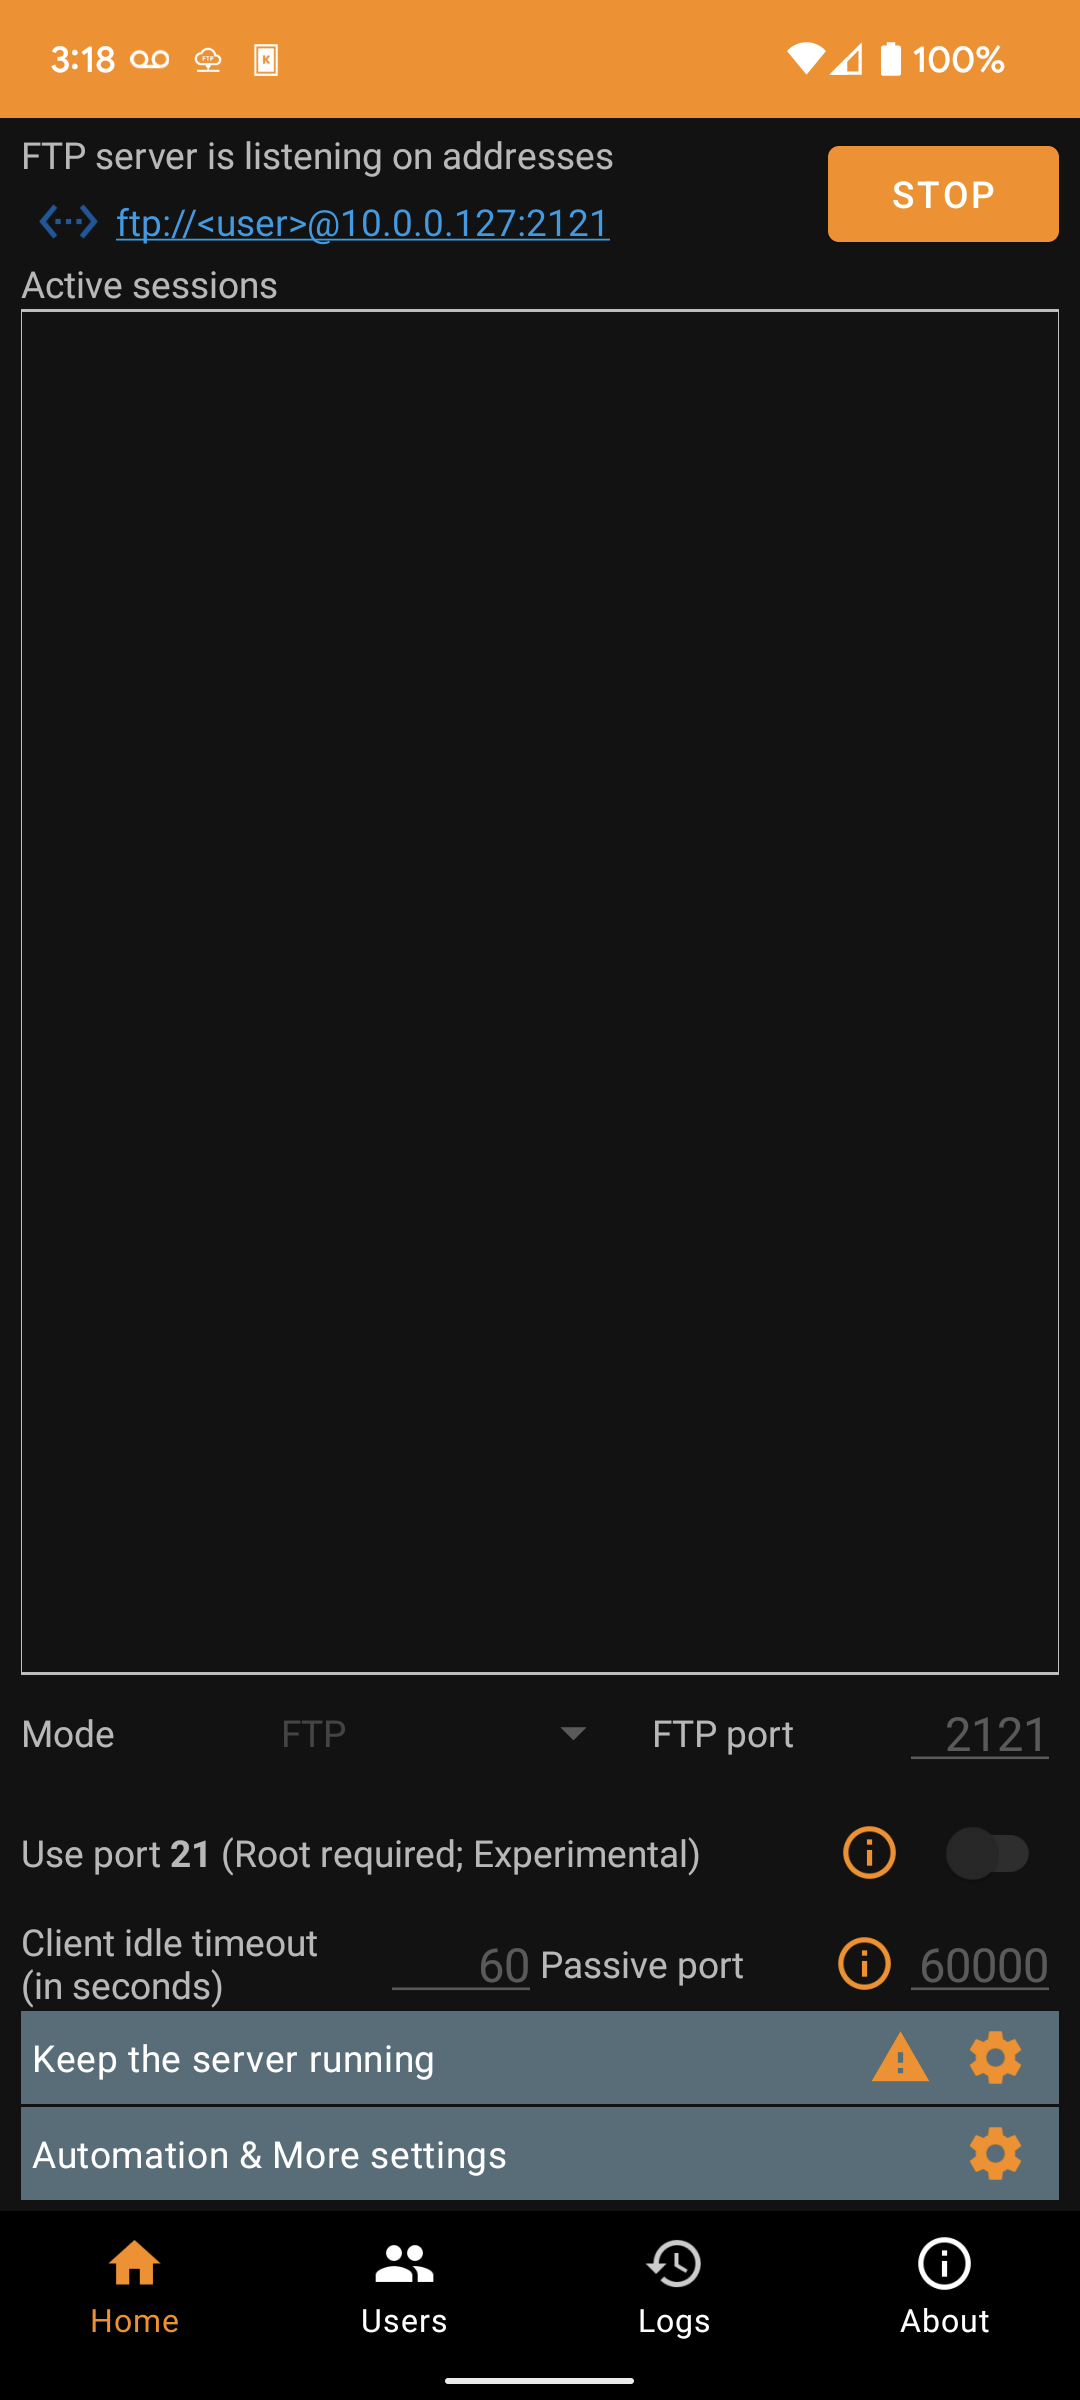 3:18
FTP
K
100%
FTP server is listening on addresses
STOP
ftp://<user>@10.0.0.127:2121
Active sessions
Mode FTP FTP port 2121
Use port 21 (Root required; Experimental)
Client idle timeout
(in seconds) 60 Passive port 60000
Keep the server running
Automation & More settings
Home Users Logs About